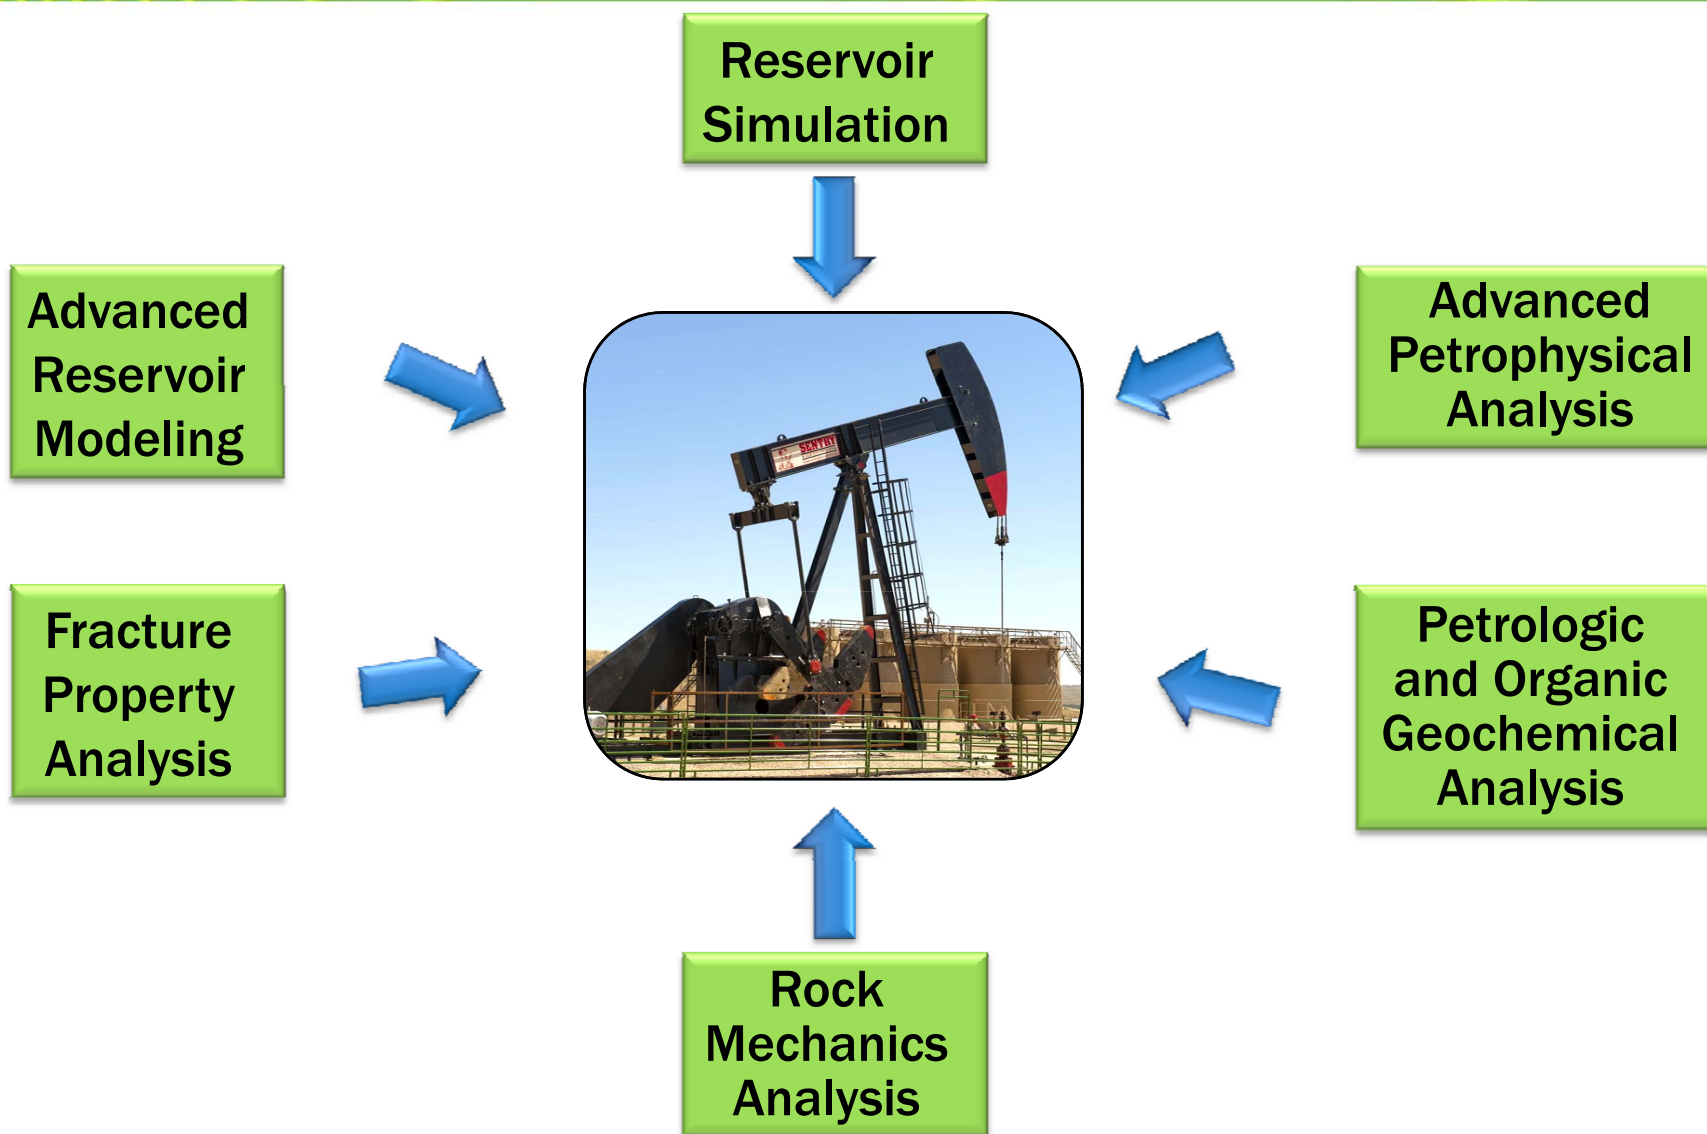 Reservoir
Simulation
Advanced
Reservoir
Modeling
Advanced
Petrophysical
Analysis
SENTRY
Fracture
Property
Analysis
Petrologic
and Organic
Geochemical
Analysis
Rock
Mechanics
Analysis